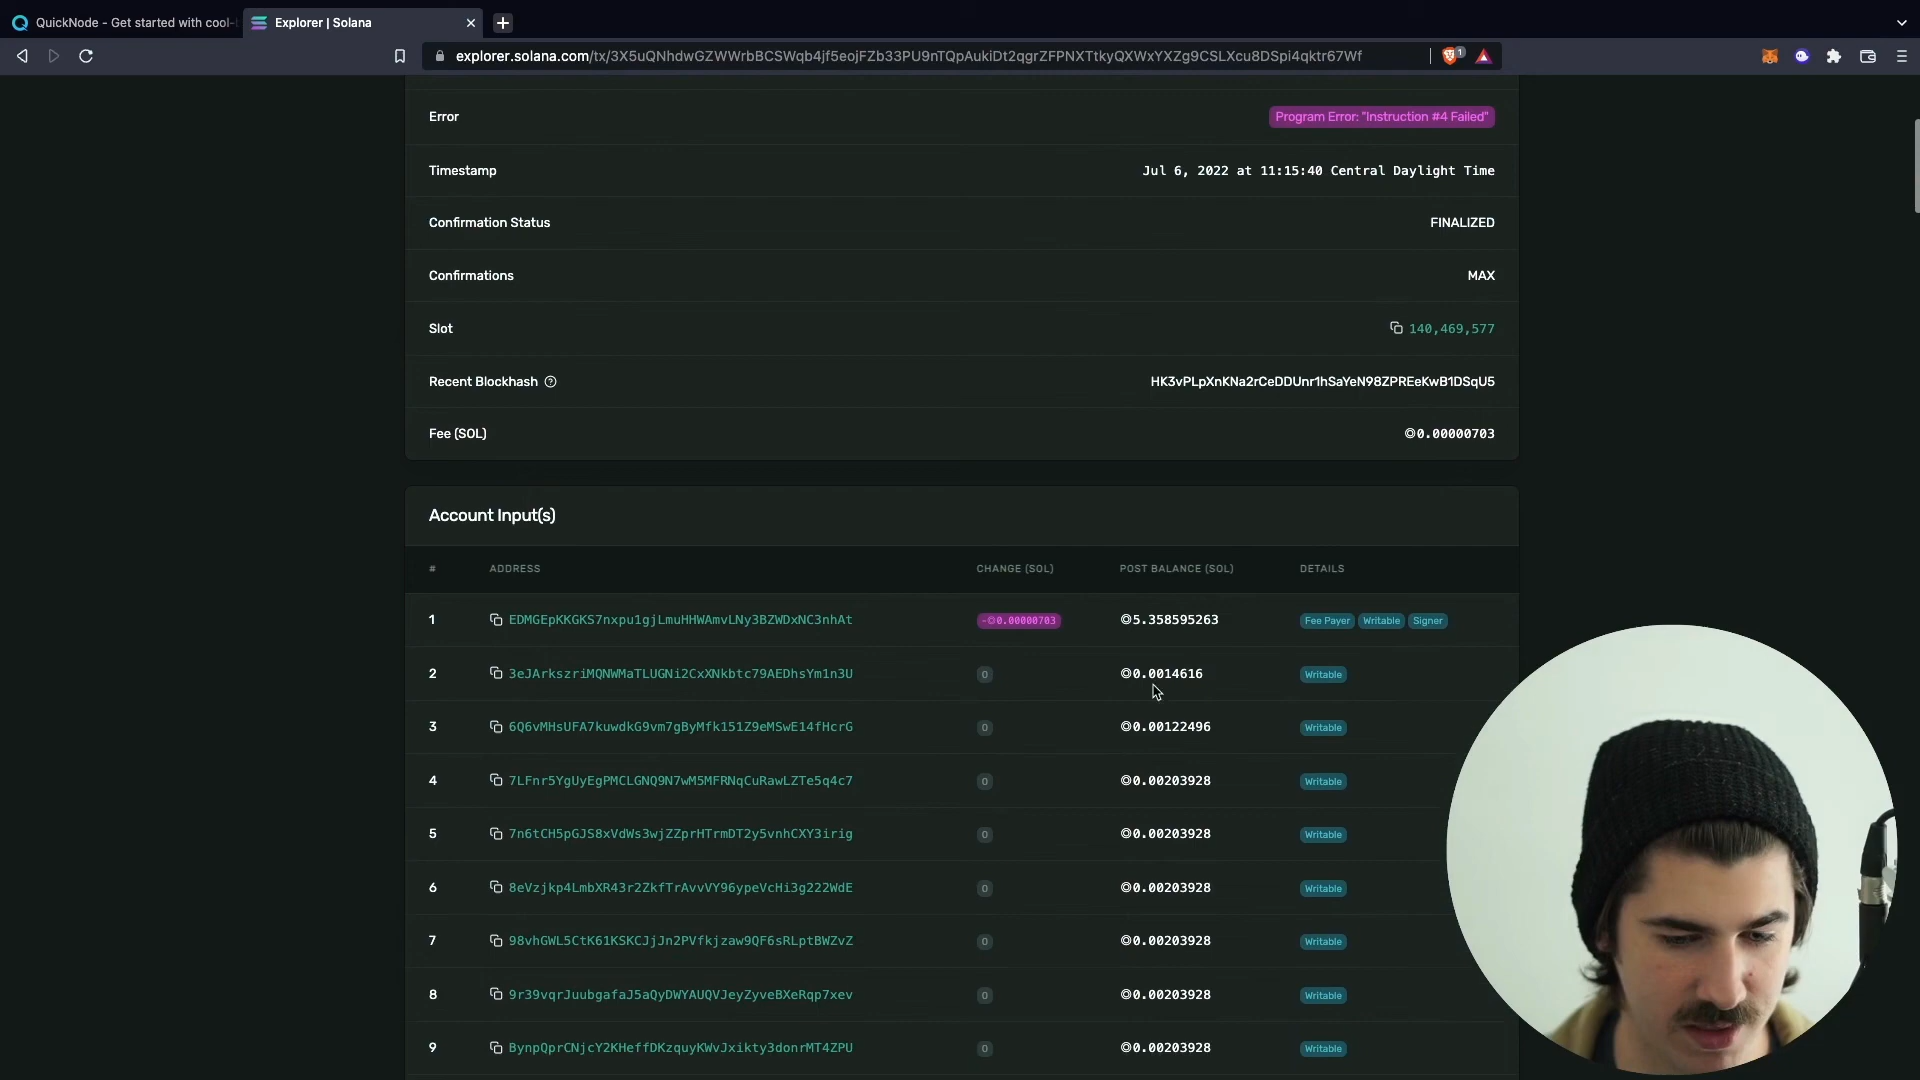 QuickNode - Get started with cool-b
Explorer | Solana
explorer.solana.com/tx/3X5uQNhdwGZWWrbBCSWqb4jf5eojFZb33PU9nTQpAukiDt2qgrZFPNXTtkyQXWxYXZg9CSLXcu8DSpi4qktr67Wf
1
Error Program Error: "Instruction #4 Failed"
Timestamp Jul 6, 2022 at 11:15:40 Central Daylight Time
Confirmation Status FINALIZED
Confirmations MAX
Slot 140,469,577
Recent Blockhash HK3vPLpXnKNa2rCeDDUnr1hSaYeN98ZPREeKwB1DSqU5
Fee (SOL) ◎0.00000703
Account Input(s)
# ADDRESS CHANGE (SOL) POST BALANCE (SOL) DETAILS
1 EDMGEpKKGKS7nxpu1gjLmuHHWAmvLNy3BZWDxNC3nhAt -◎0.00000703 ◎5.358595263 Fee Payer Writable Signer
2 3eJArkszriMQNWMaTLUGNi2CxXNkbtc79AEDhsYm1n3U 0 ◎0.0014616 Writable
3 6Q6vMHsUFA7kuwdkG9vm7gByMfk151Z9eMSwE14fHcrG 0 ◎0.00122496 Writable
4 7LFnr5YgUyEgPMCLGNQ9N7wM5MFRNqCuRawLZTe5q4c7 0 ◎0.00203928 Writable
5 7n6tCH5pGJS8xVdWs3wjZZprHTrmDT2y5vnhCXY3irig 0 ◎0.00203928 Writable
6 8eVzjkp4LmbXR43r2ZkfTrAvvVY96ypeVcHi3g222WdE 0 ◎0.00203928 Writable
7 98vhGWL5CtK61KSKCJjJn2PVfkjzaw9QF6sRLptBWZvZ 0 ◎0.00203928 Writable
8 9r39vqrJuubgafaJ5aQyDWYAUQVJeyZyveBXeRqp7xev 0 ◎0.00203928 Writable
9 BynpQprCNjcY2KHeffDKzquyKWvJxikty3donrMT4ZPU 0 ◎0.00203928 Writable